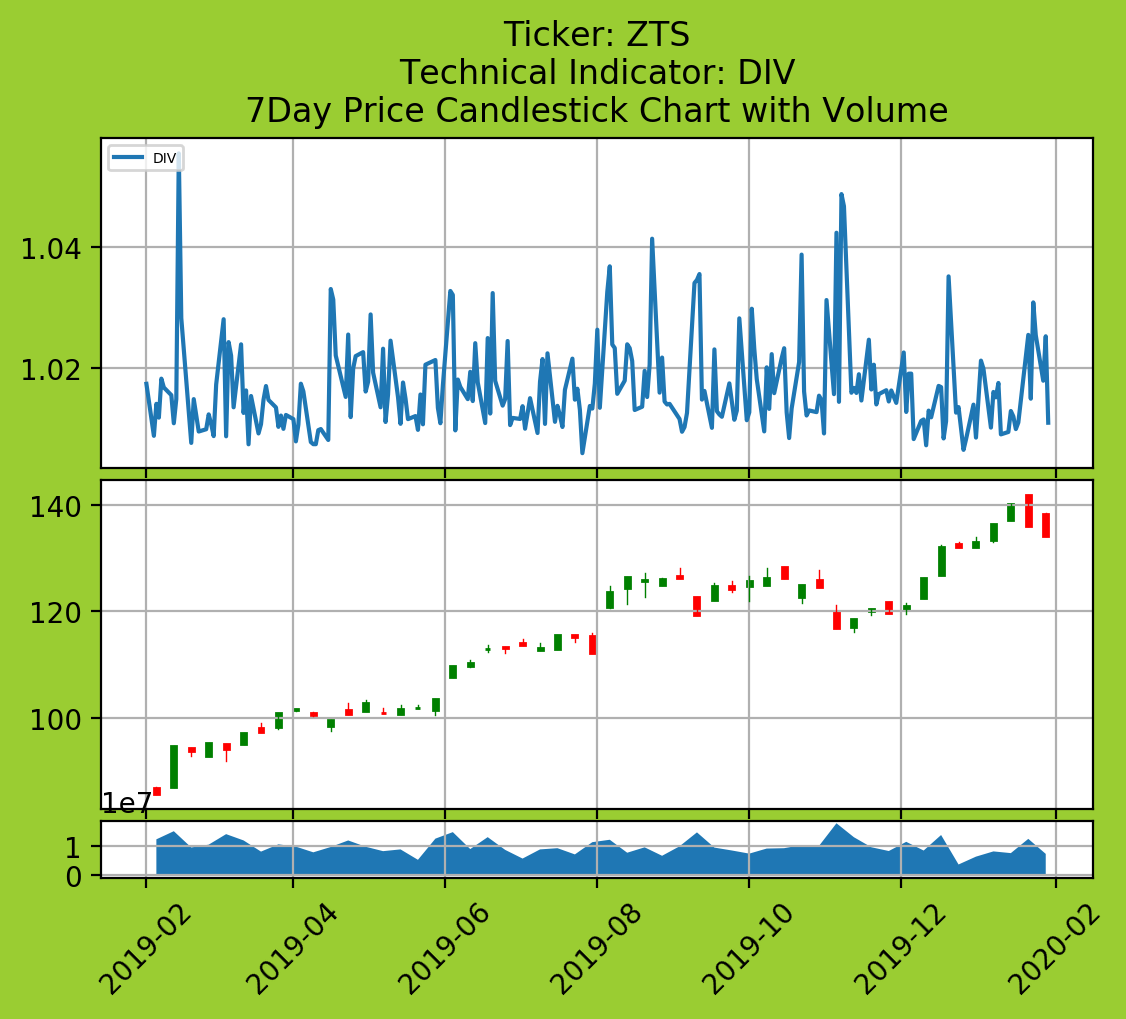 Ticker: ZTS
Technical Indicator: DIV
7Day Price Candlestick Chart with Volume
DIV
1.04
1.02
140
120
100
1e7
1
0
2019-02
2019-04
2019-06
2019-08
2019-10
2019-12
2020-02